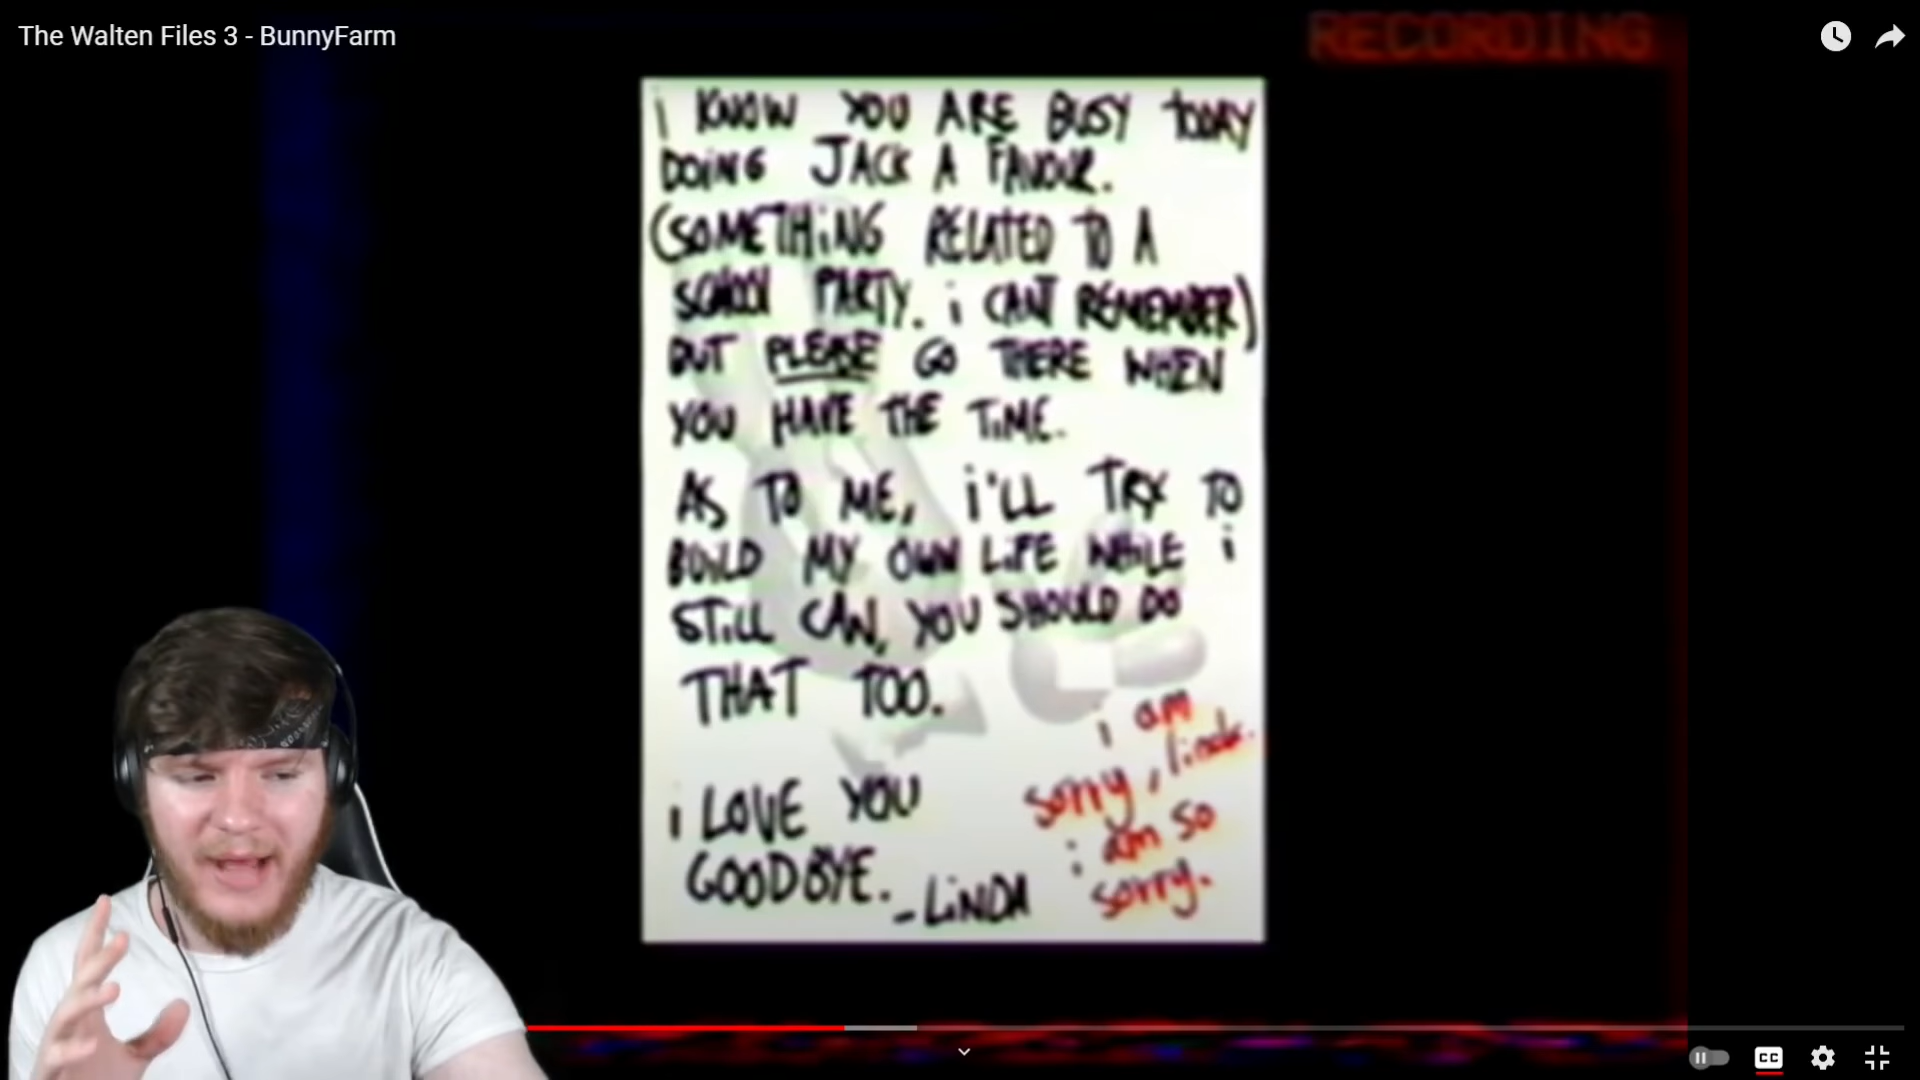 The Walten Files 3 - BunnyFarm
RECORDING
i KNOW YOU ARE BUSY TODAY
DOiNG JACK A FAVOUR.
(SOMETHiNG RELATED TO A
SCHOOL PARTY. i CANT REMEMBER)
BUT PLEASE GO THERE WHEN
YOU HAVE THE TiME.
AS TO ME, i'LL TRY TO
BUiLD MY OWN LiFE WHiLE i
STiLL CAN, YOU SHOULD DO
THAT TOO.
i am
sorry, linda.
i am so
sorry.
i LOVE YOU
GOODBYE.
-LiNDA
CC